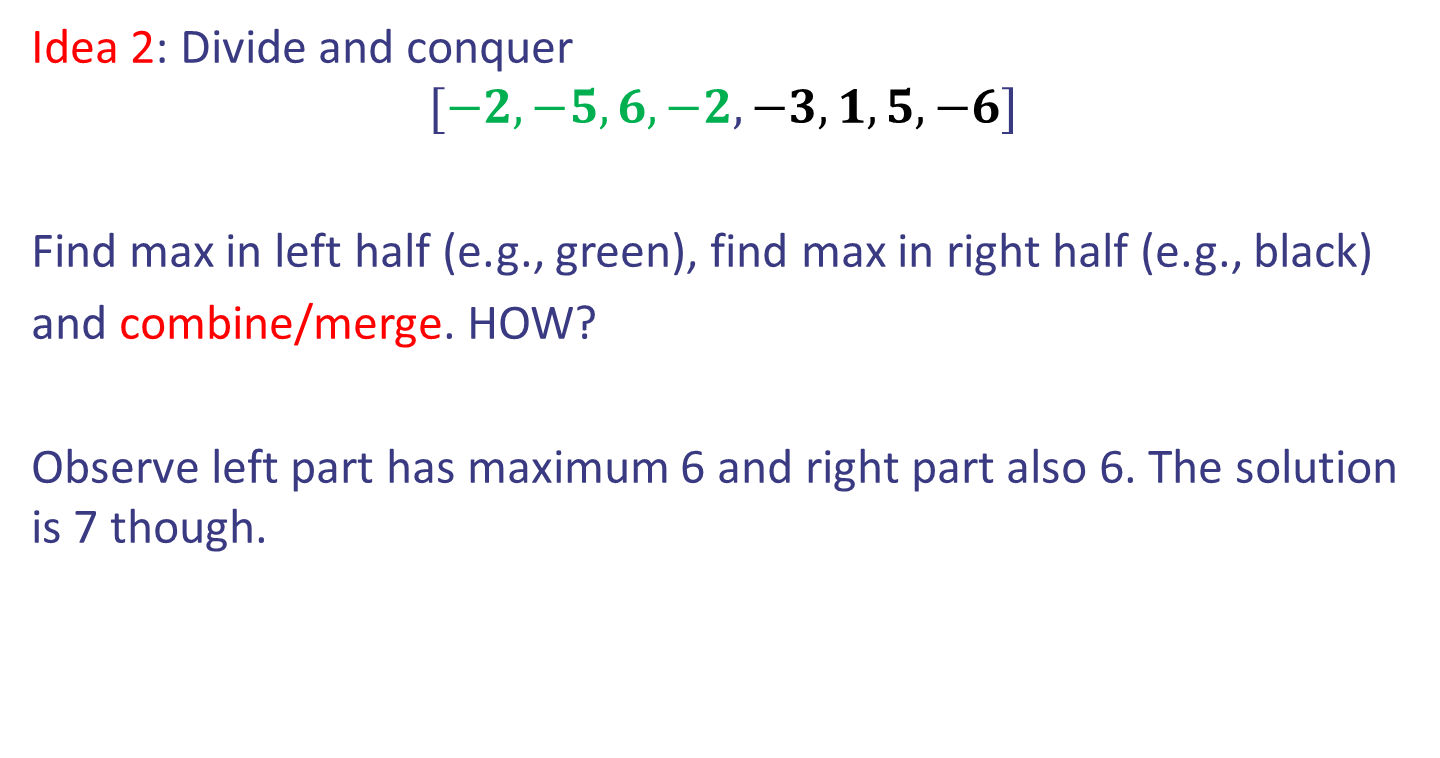 Idea 2: Divide and conquer
[−2, −5, 6, −2, −3, 1, 5, −6]
Find max in left half (e.g., green), find max in right half (e.g., black)
and combine/merge. HOW?
Observe left part has maximum 6 and right part also 6. The solution
is 7 though.